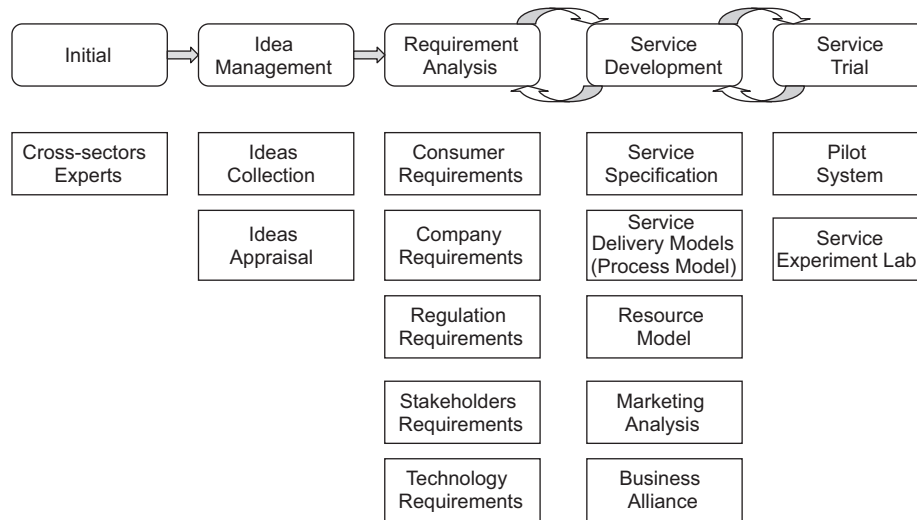 Initial
Idea
Management
Requirement
Analysis
Service
Development
Service
Trial
Cross-sectors
Experts
Ideas
Collection
Consumer
Requirements
Service
Specification
Pilot
System
Ideas
Appraisal
Company
Requirements
Service
Delivery Models
(Process Model)
Service
Experiment Lab
Regulation
Requirements
Resource
Model
Stakeholders
Requirements
Marketing
Analysis
Technology
Requirements
Business
Alliance